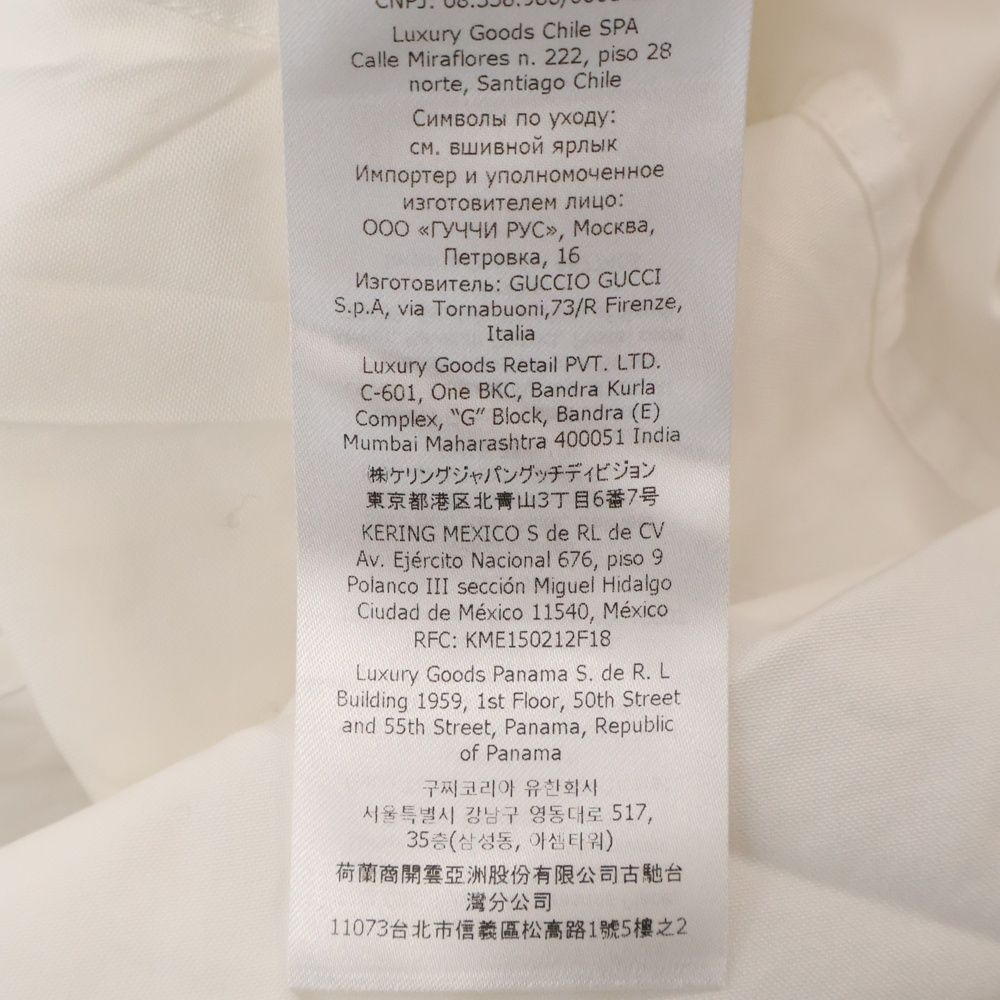 CNPJ:
Luxury Goods Chile SPA
Calle Miraflores n. 222, piso 28
norte, Santiago Chile
Символы по уходу:
см. вшивной ярлык
Импортер и уполномоченное
изготовителем лицо:
ООО «ГУЧЧИ РУС», Москва,
Петровка, 16
Изготовитель: GUCCIO GUCCI
S.p.A, via Tornabuoni,73/R Firenze,
Italia
Luxury Goods Retail PVT. LTD.
C-601, One BKC, Bandra Kurla
Complex, “G” Block, Bandra (E)
Mumbai Maharashtra 400051 India
㈱ケリングジャパングッチディビジョン
東京都港区北青山3丁目6番7号
KERING MEXICO S de RL de CV
Av. Ejército Nacional 676, piso 9
Polanco III sección Miguel Hidalgo
Ciudad de México 11540, México
RFC: KME150212F18
Luxury Goods Panama S. de R. L
Building 1959, 1st Floor, 50th Street
and 55th Street, Panama, Republic
of Panama
구찌코리아 유한회사
서울특별시 강남구 영동대로 517,
35층(삼성동, 아셈타워)
荷蘭商開雲亞洲股份有限公司古馳台
灣分公司
11073台北市信義區松高路1號5樓之2